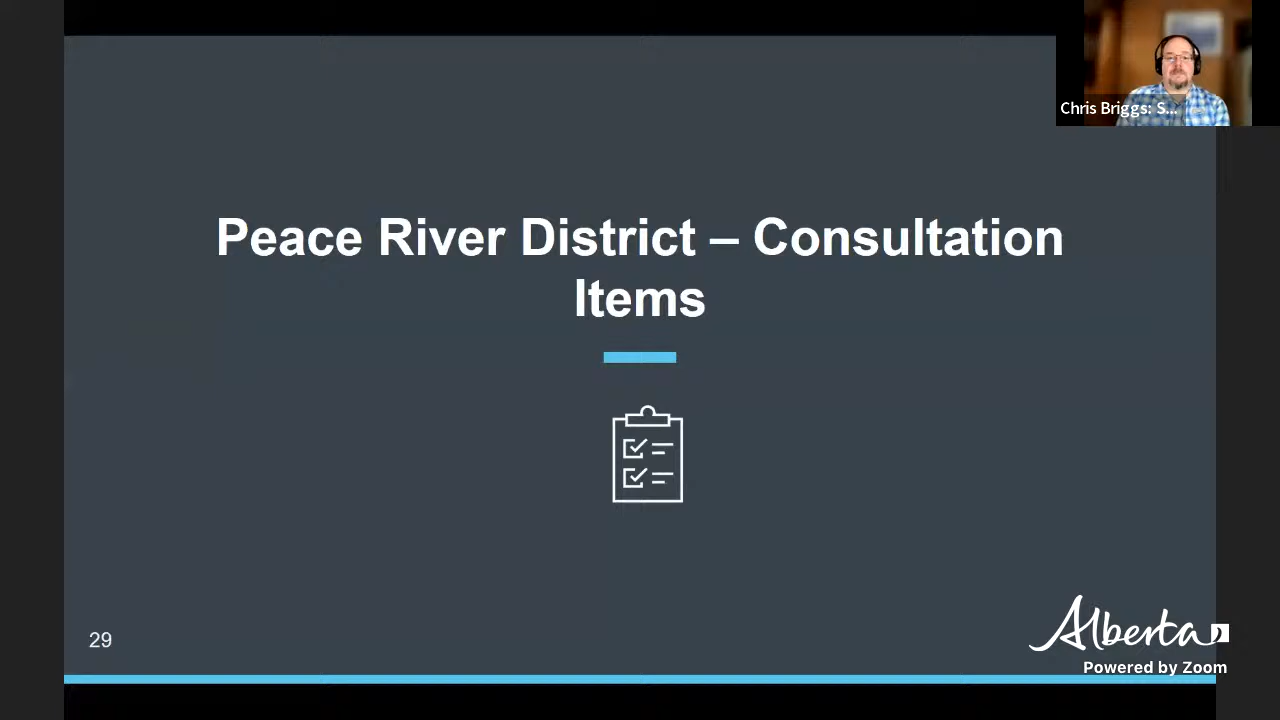 Chris Briggs: S...
Peace River District – Consultation
Items
29
Alberta
Powered by Zoom